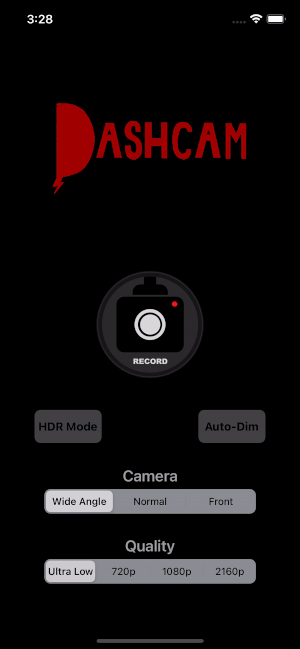 3:28
DASHCAM
RECORD
HDR Mode
Auto-Dim
Camera
Wide Angle
Normal
Front
Quality
Ultra Low
720p
1080p
2160p